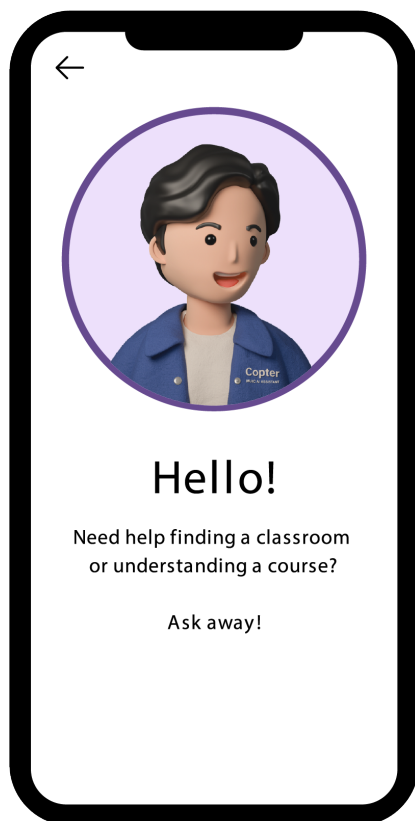 Copter
Hello!
Need help finding a classroom
or understanding a course?
Ask away!